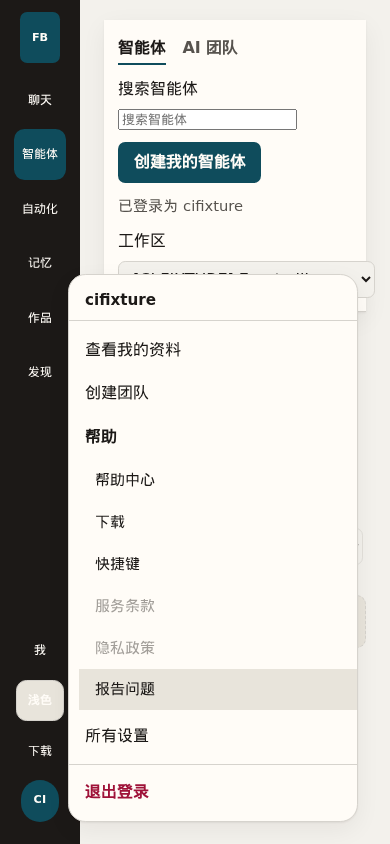 FB
聊天
智能体
自动化
记忆
作品
发现
我
浅色
下载
CI
智能体 AI 团队
搜索智能体
搜索智能体
创建我的智能体
已登录为 cifixture
工作区
cifixture
查看我的资料
创建团队
帮助
帮助中心
下载
快捷键
服务条款
隐私政策
报告问题
所有设置
退出登录